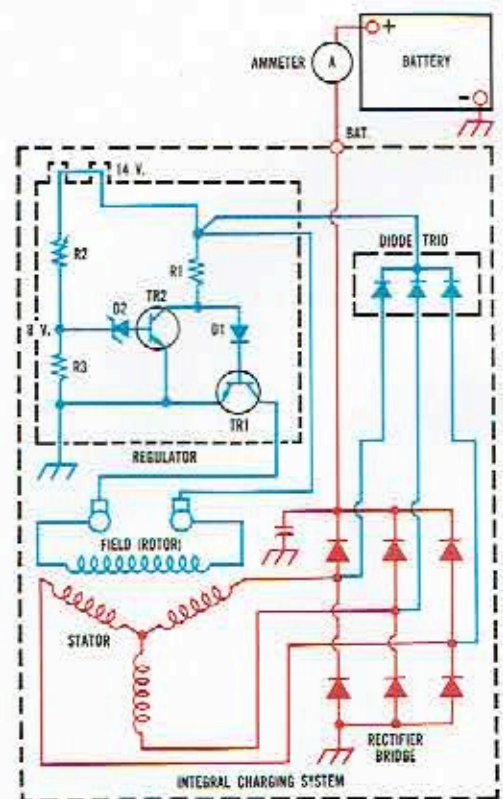 +
AMMETER
A
BATTERY
-
BAT.
14 V.
R2
R1
DIODE TRIO
D2
TR2
8 V.
D1
R3
TR1
REGULATOR
FIELD (ROTOR)
STATOR
RECTIFIER
BRIDGE
INTEGRAL CHARGING SYSTEM